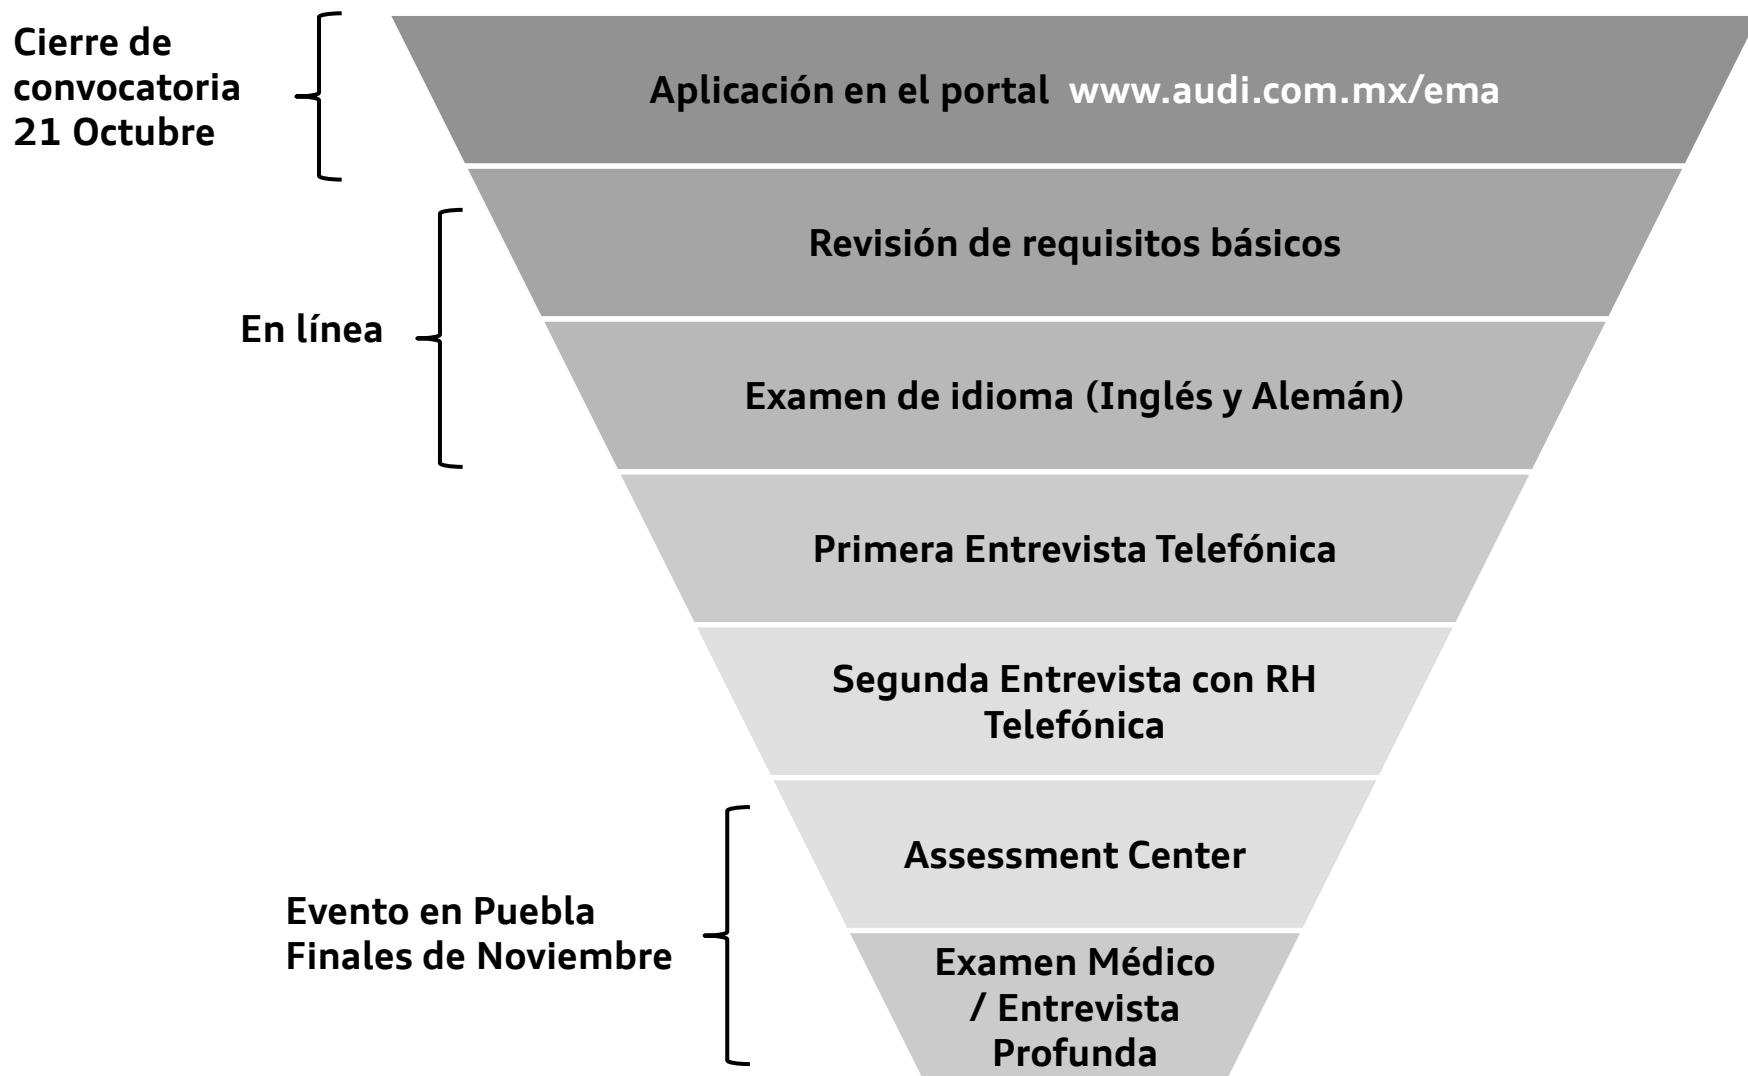 Cierre de
convocatoria
21 Octubre
Aplicación en el portal www.audi.com.mx/ema
Revisión de requisitos básicos
En línea
Examen de idioma (Inglés y Alemán)
Primera Entrevista Telefónica
Segunda Entrevista con RH
Telefónica
Assessment Center
Evento en Puebla
Finales de Noviembre
Examen Médico
/ Entrevista
Profunda